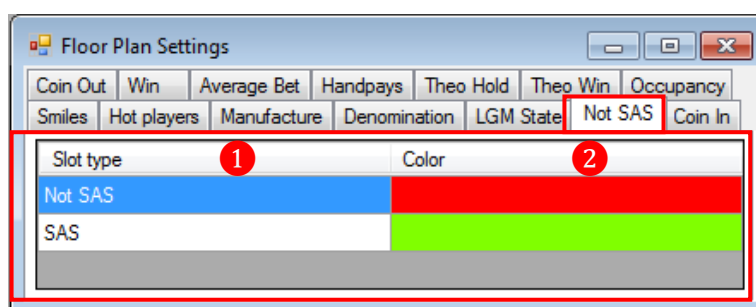 Floor Plan Settings
Coin Out Win Average Bet Handpays Theo Hold Theo Win Occupancy
Smiles Hot players Manufacture Denomination LGM State Not SAS Coin In
Slot type 1 Color 2
Not SAS
SAS